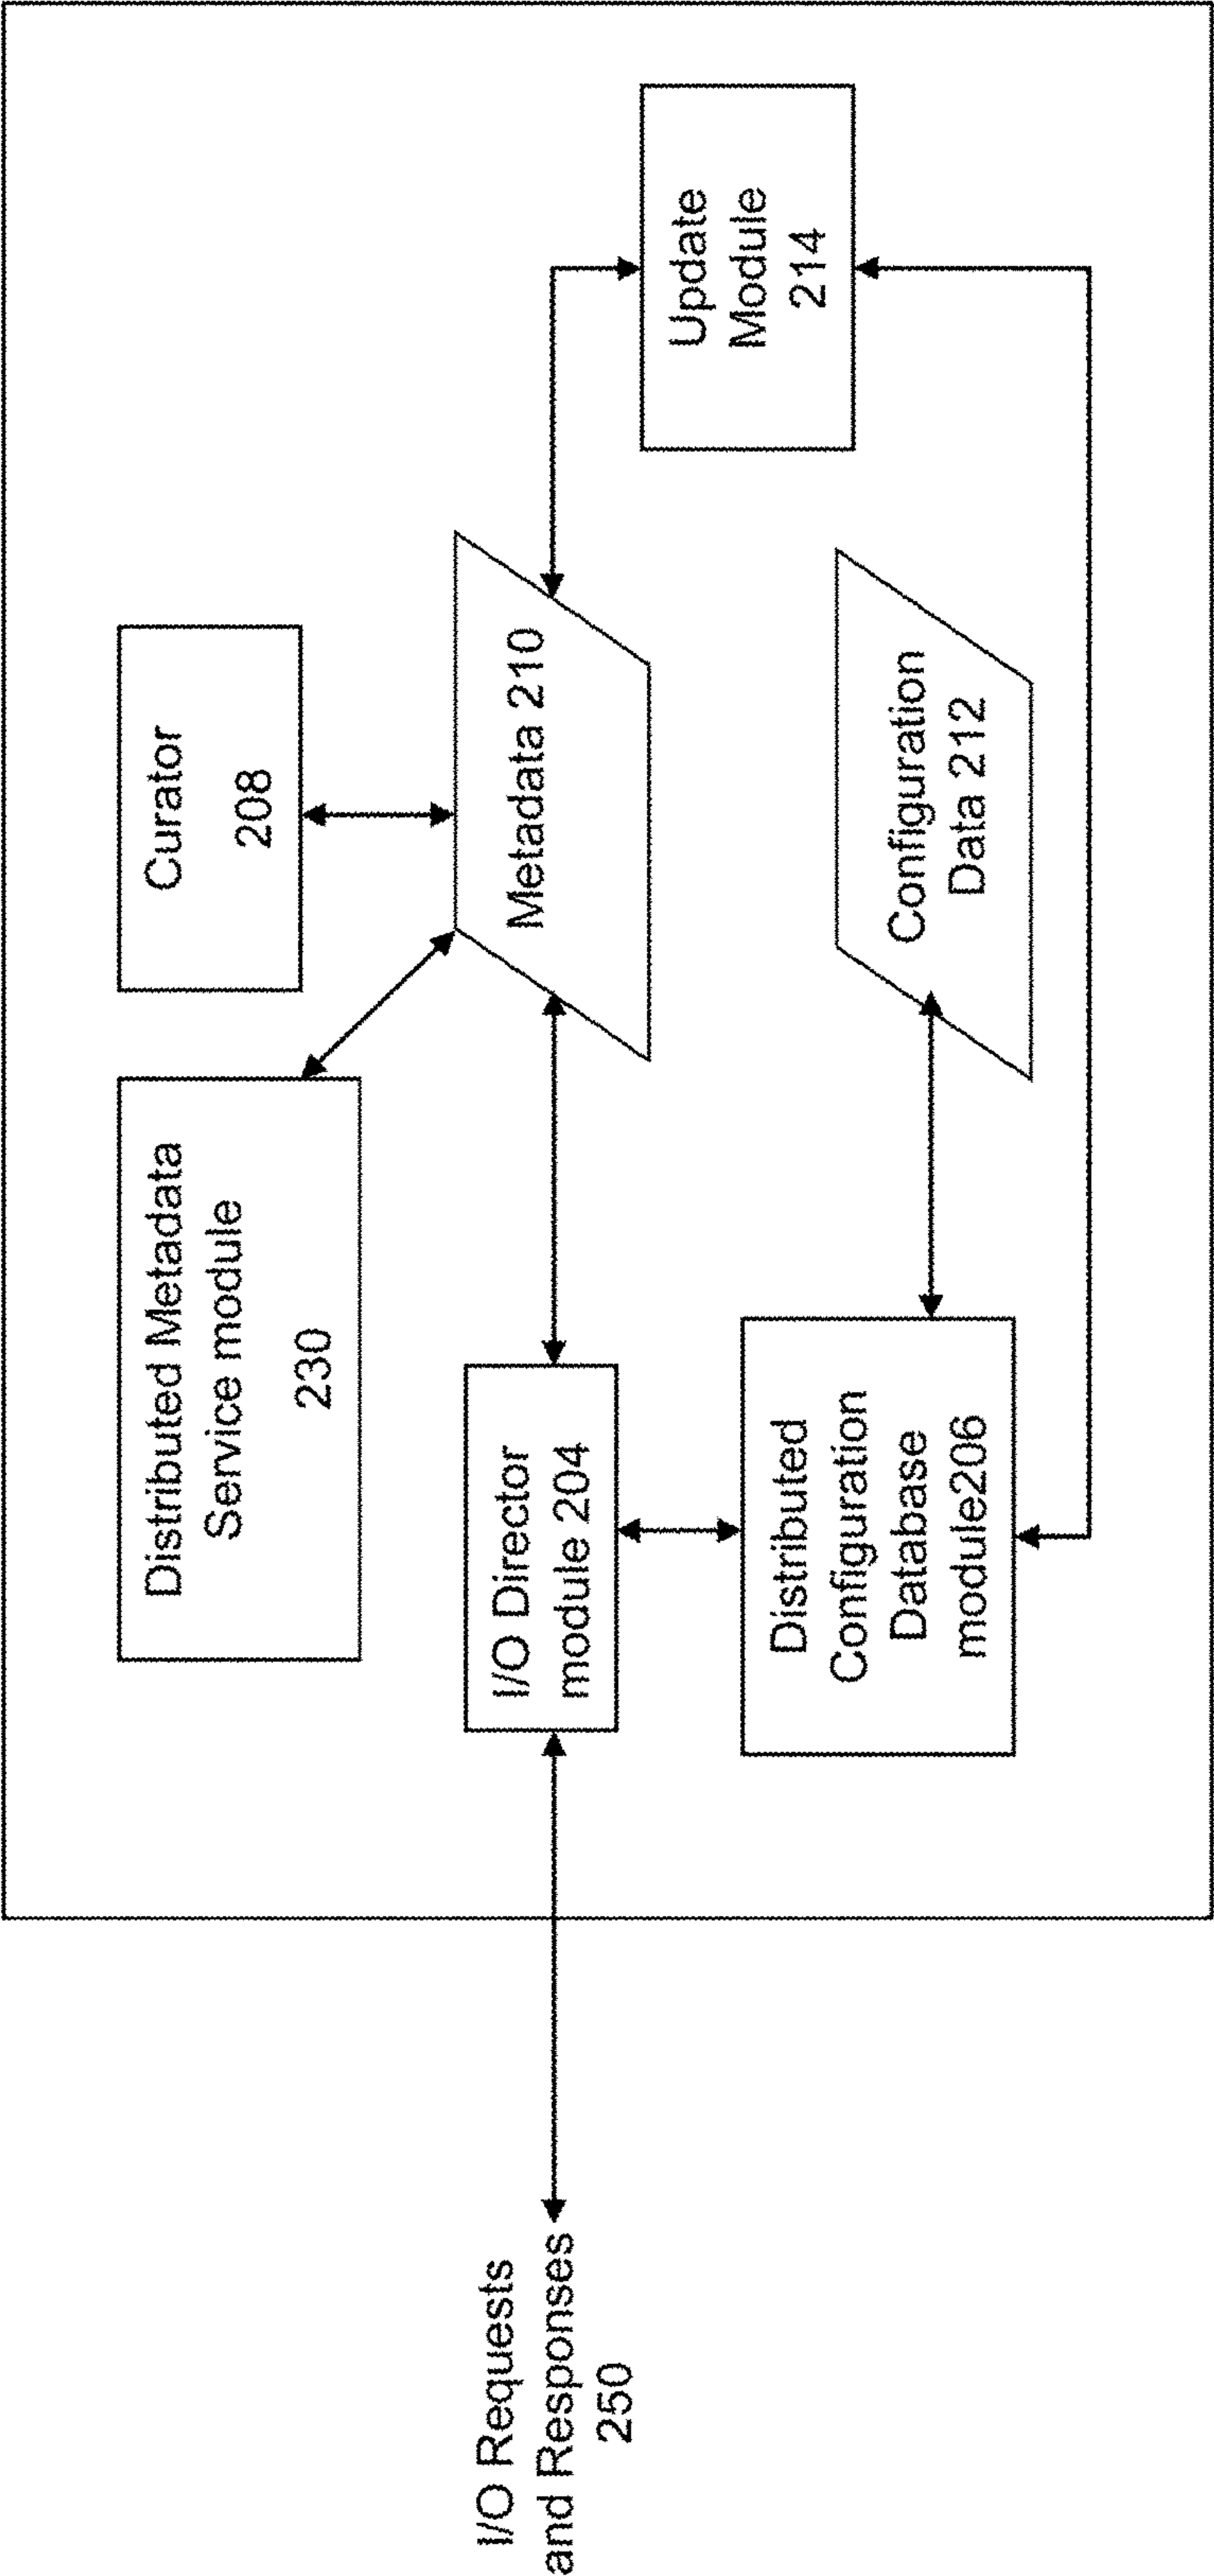 Distributed Metadata
Service module
230
Curator
208
I/O Requests
and Responses
250
I/O Director
module 204
Metadata 210
Update
Module
214
Distributed
Configuration
Database
module206
Configuration
Data 212